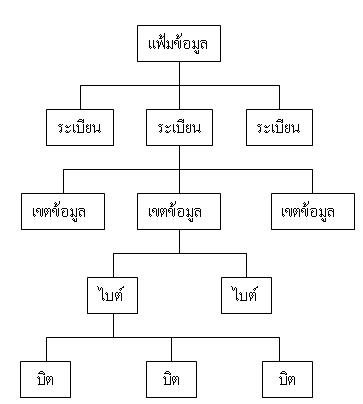 แฟ้มข้อมูล
ระเบียน ระเบียน ระเบียน
เขตข้อมูล เขตข้อมูล เขตข้อมูล
ไบต์ ไบต์
บิต บิต บิต